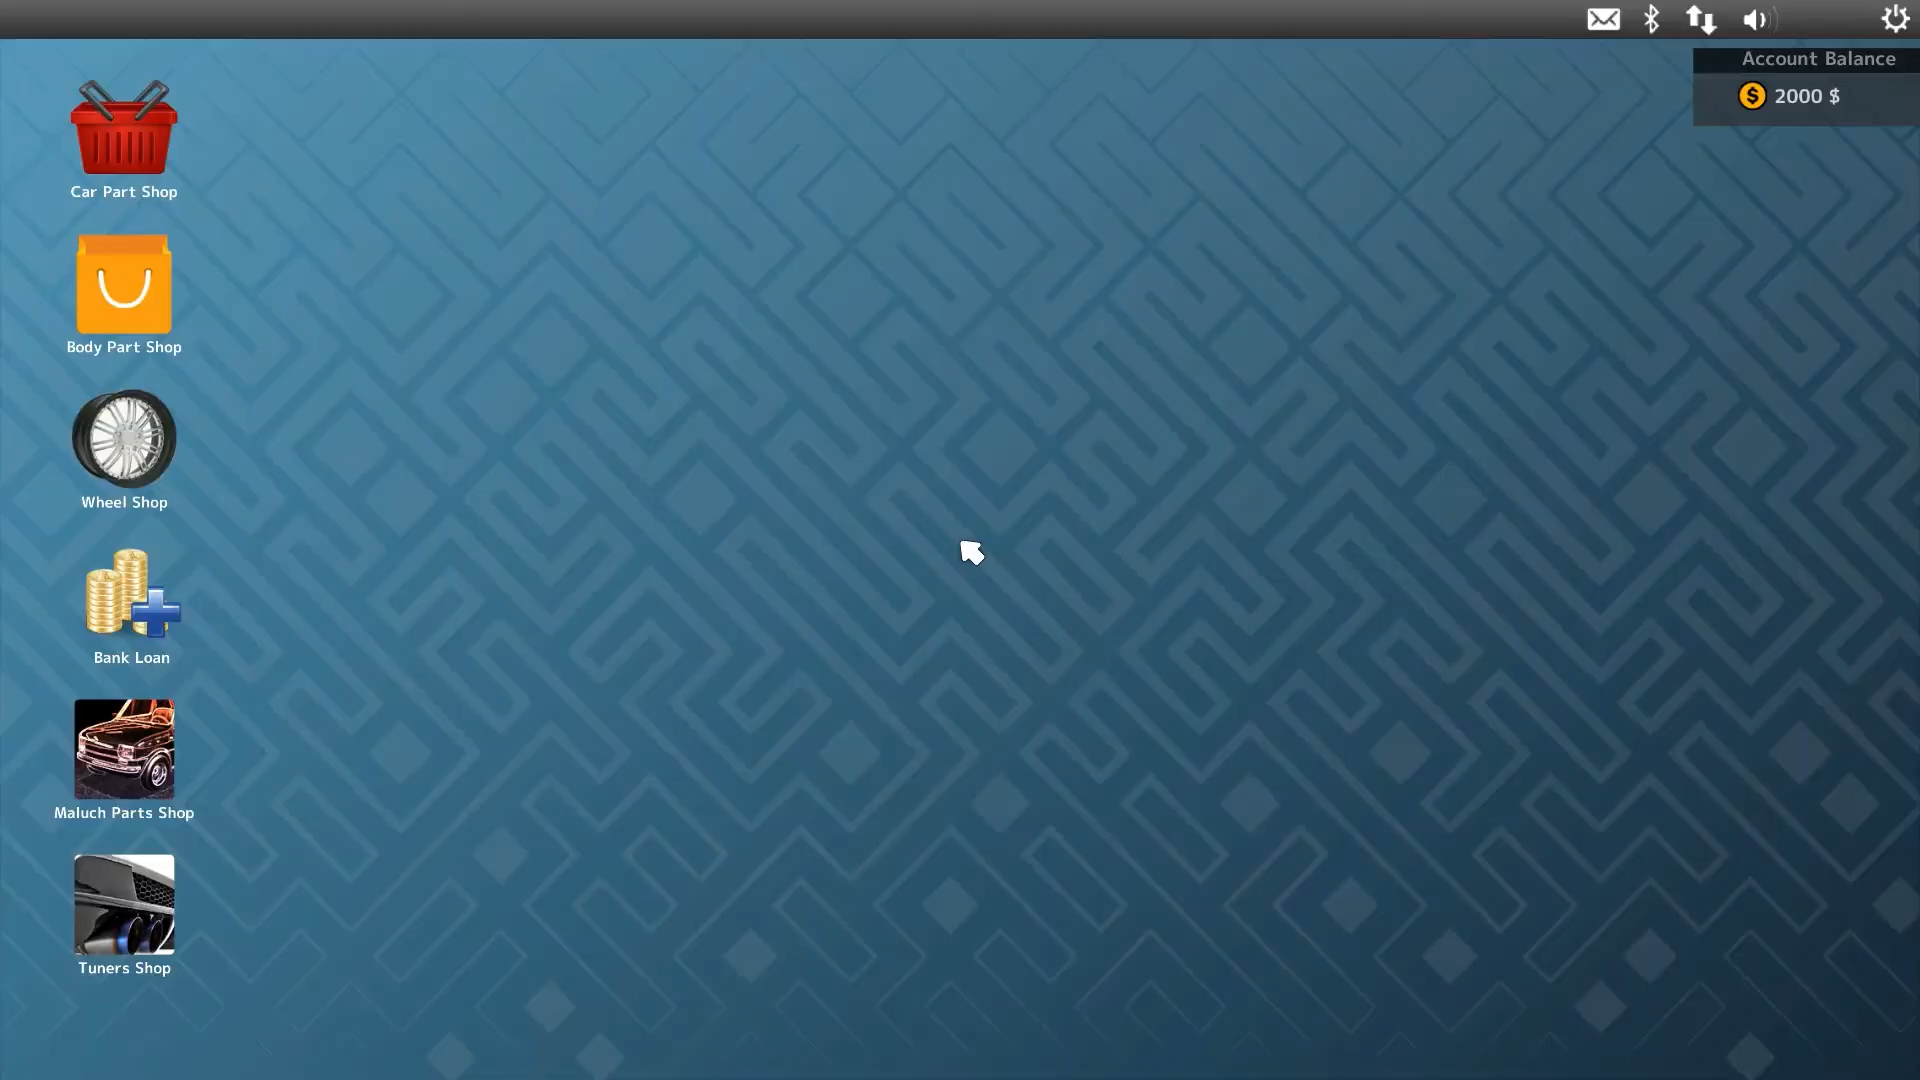 Account Balance
$ 2000 $
Car Part Shop
Body Part Shop
Wheel Shop
Bank Loan
Maluch Parts Shop
Tuners Shop